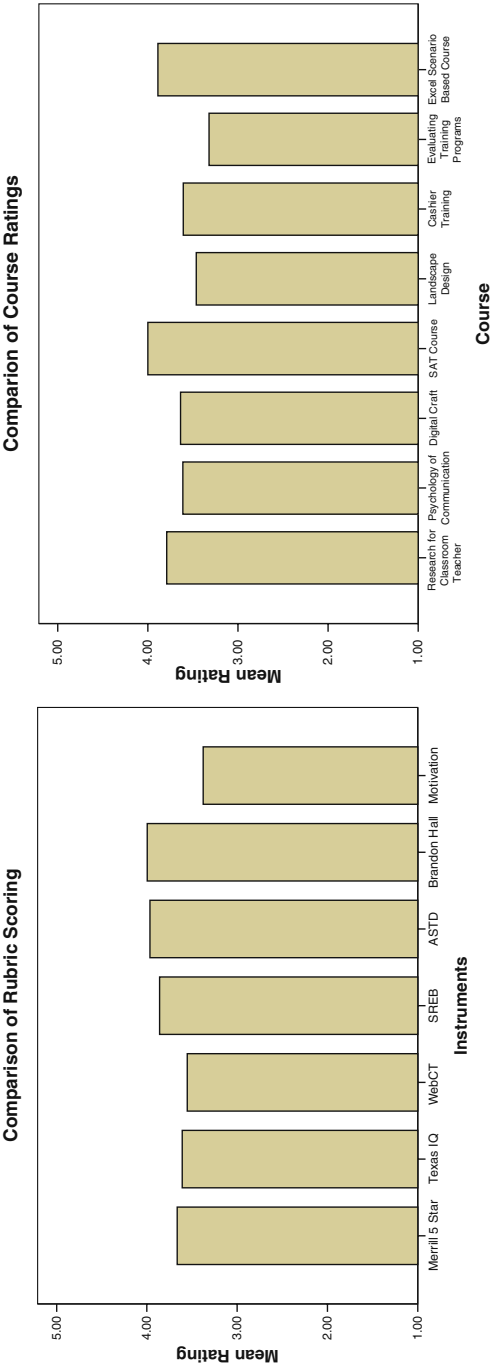 Comparison of Rubric Scoring
5.00
4.00
3.00
2.00
1.00
Mean Rating
Merrill 5 Star
Texas IQ
WebCT
SREB
ASTD
Brandon Hall
Motivation
Instruments
Comparion of Course Ratings
5.00
4.00
3.00
2.00
1.00
Mean Rating
Research for
Classroom
Teacher
Psychology of
Communication
Digital Craft
SAT Course
Landscape
Design
Cashier
Training
Evaluating
Training
Programs
Excel Scenario
Based Course
Course